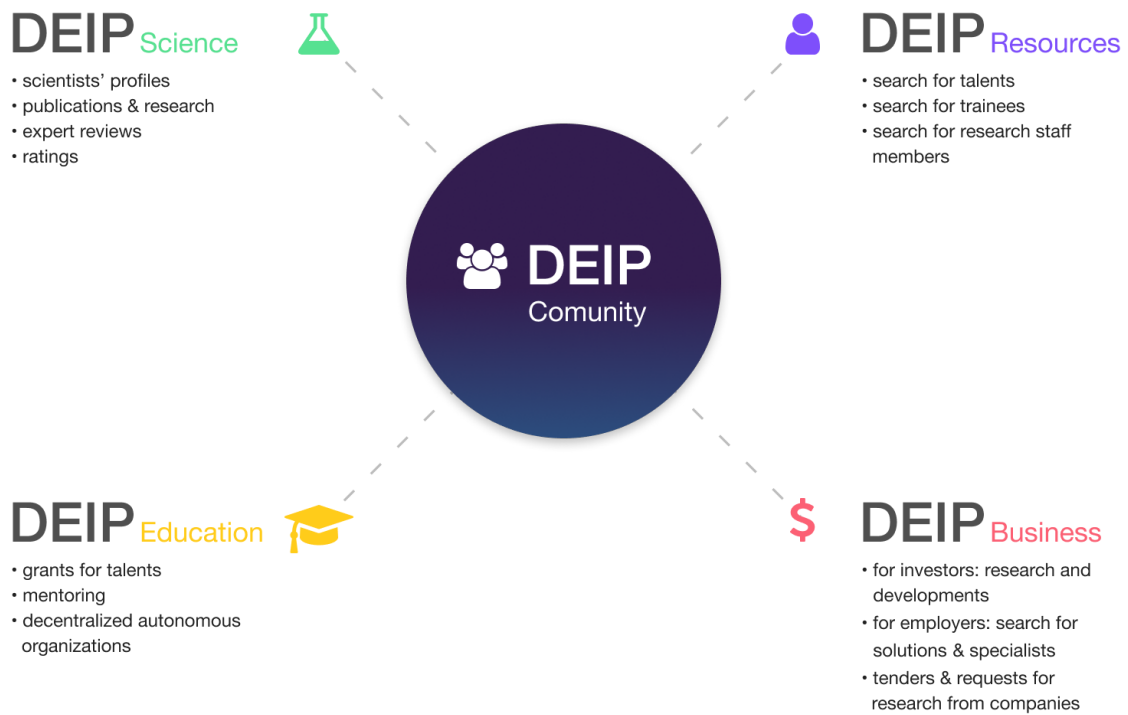 DEIP Science
• scientists’ profiles
• publications & research
• expert reviews
• ratings
DEIP Resources
• search for talents
• search for trainees
• search for research staff
members
DEIP
Comunity
DEIP Education
• grants for talents
• mentoring
• decentralized autonomous
organizations
DEIP Business
• for investors: research and
developments
• for employers: search for
solutions & specialists
• tenders & requests for
research from companies